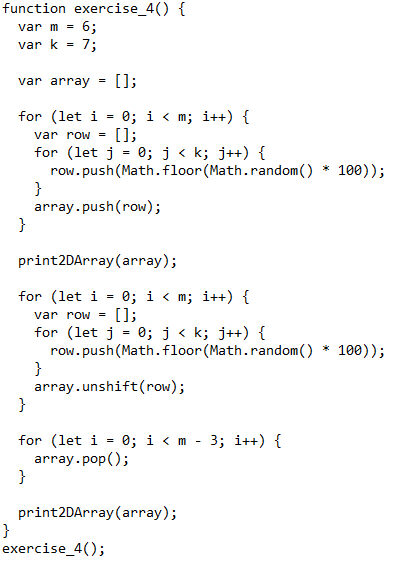 function exercise_4() {
  var m = 6;
  var k = 7;

  var array = [];

  for (let i = 0; i < m; i++) {
    var row = [];
    for (let j = 0; j < k; j++) {
      row.push(Math.floor(Math.random() * 100));
    }
    array.push(row);
  }

  print2DArray(array);

  for (let i = 0; i < m; i++) {
    var row = [];
    for (let j = 0; j < k; j++) {
      row.push(Math.floor(Math.random() * 100));
    }
    array.unshift(row);
  }

  for (let i = 0; i < m - 3; i++) {
    array.pop();
  }

  print2DArray(array);
}
exercise_4();